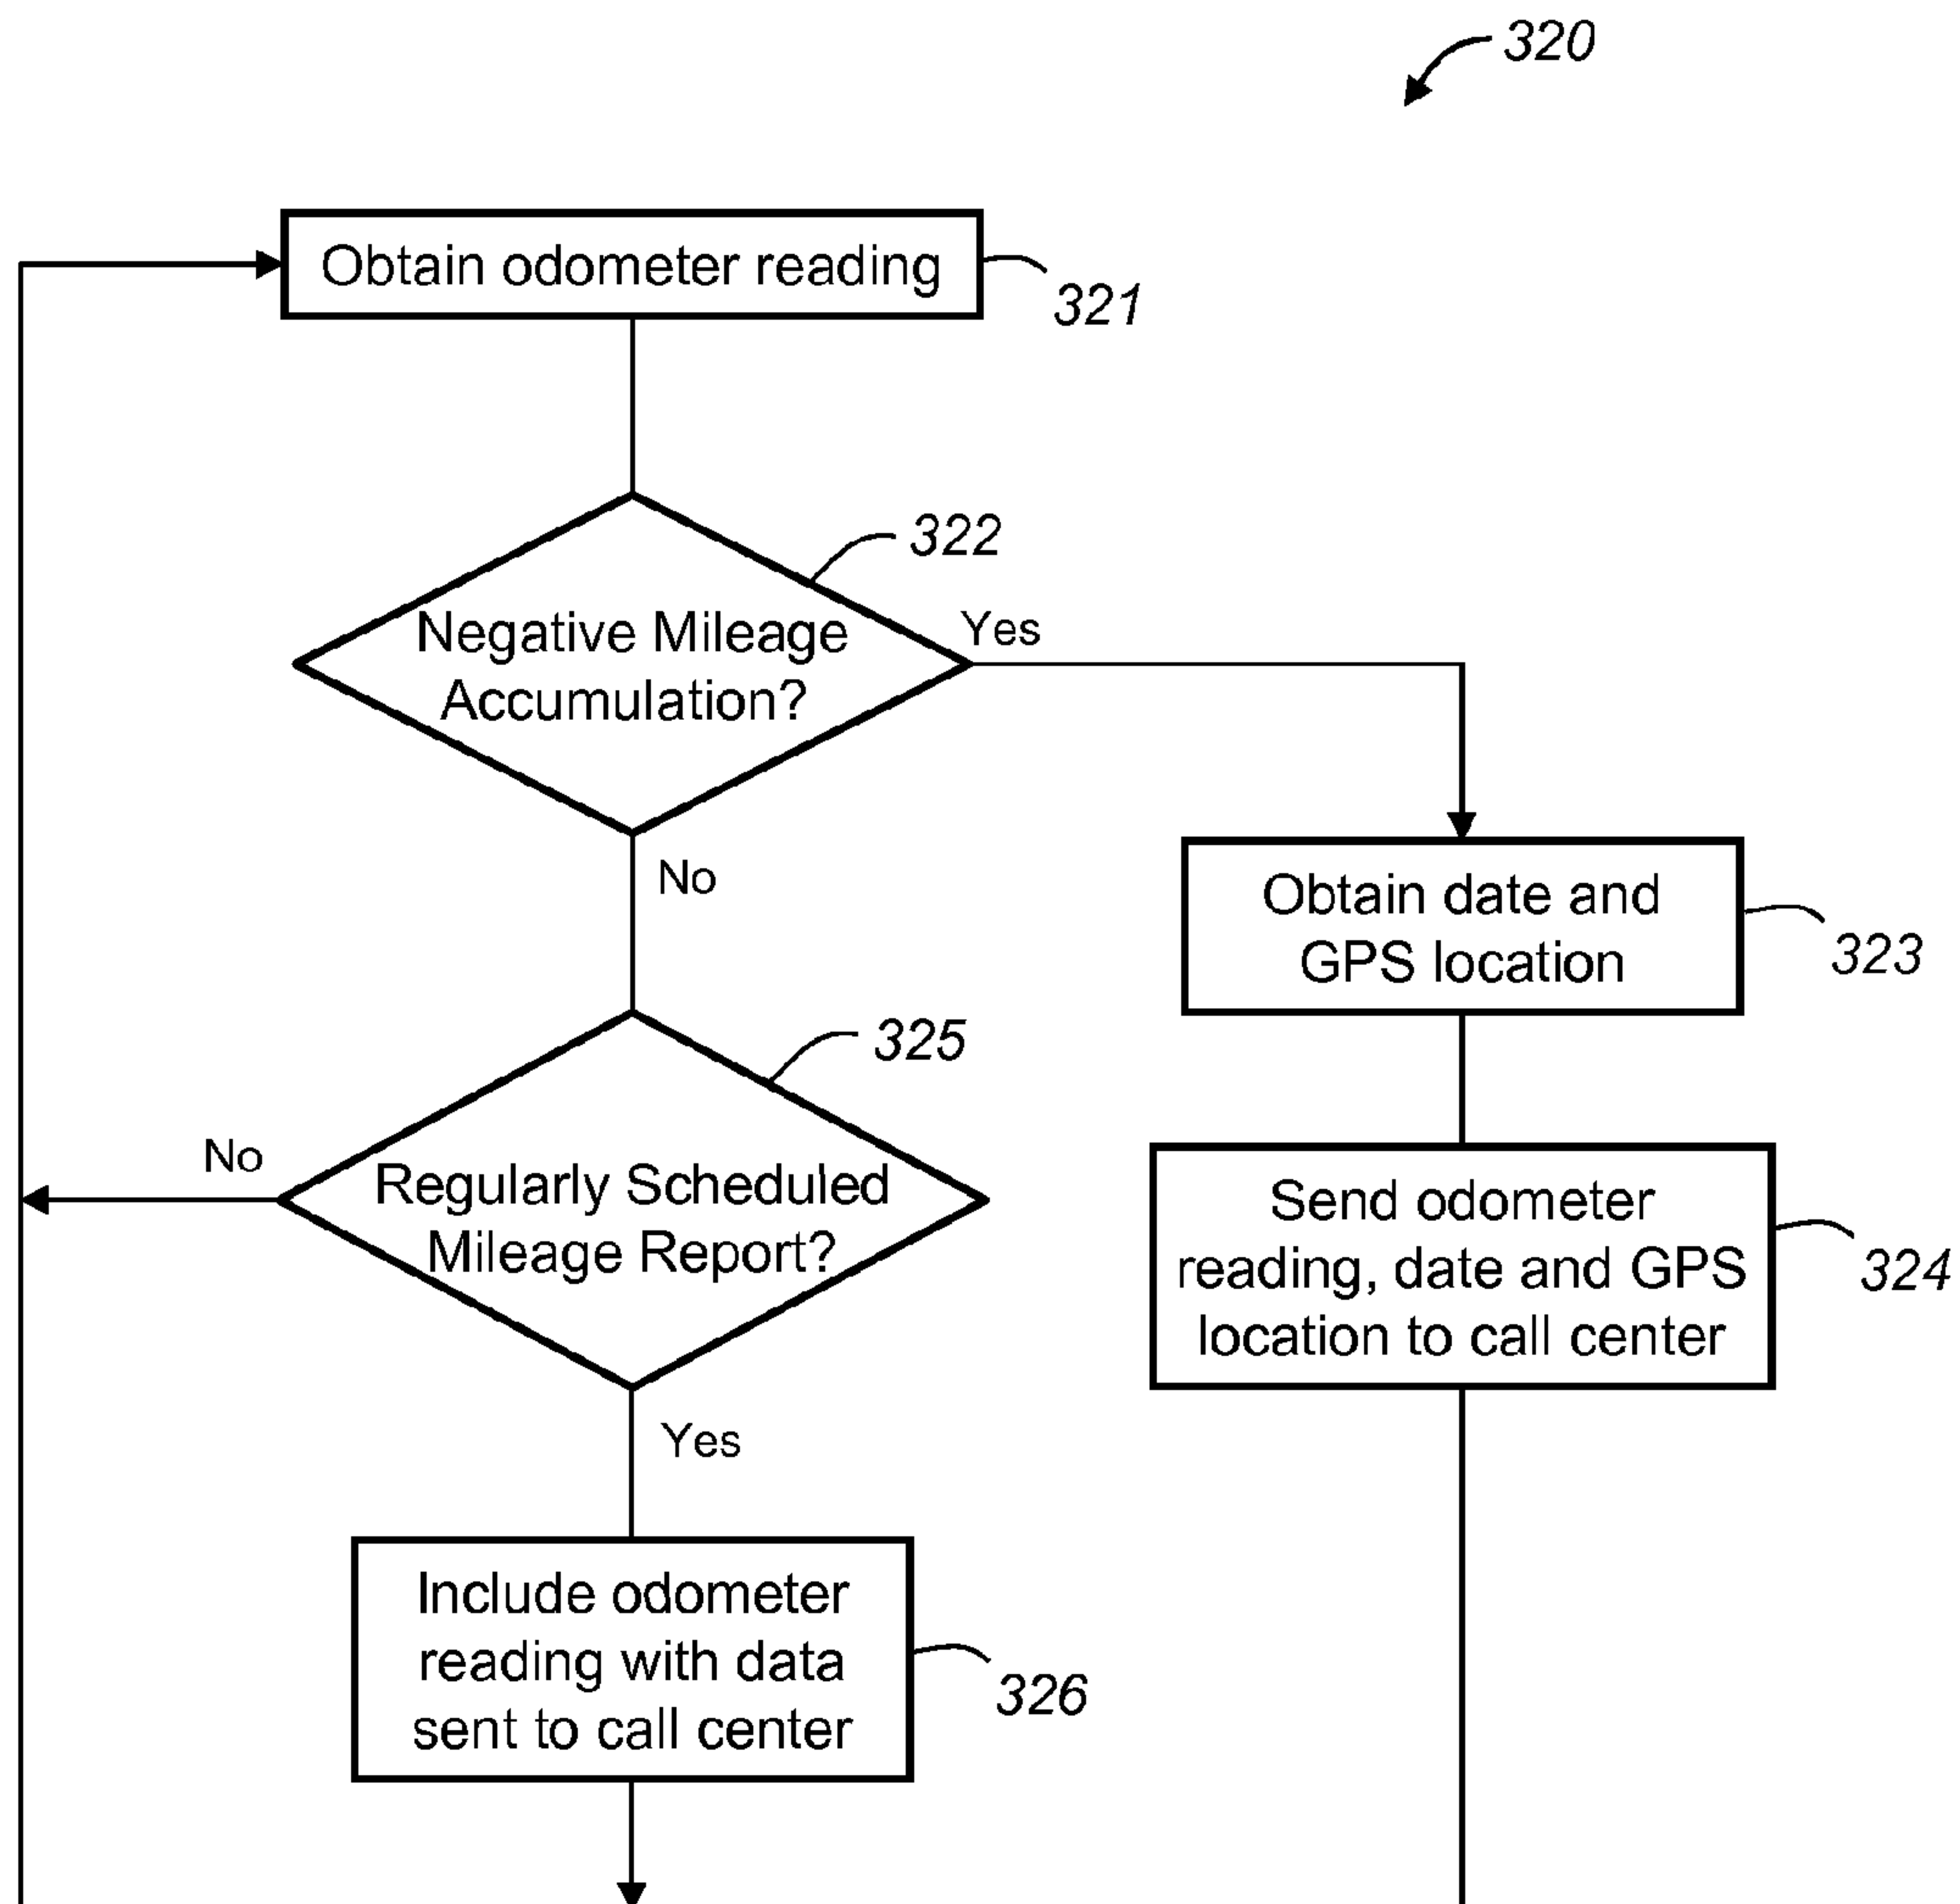 320
Obtain odometer reading
321
322
Negative Mileage
Accumulation?
Yes
No
Obtain date and
GPS location
323
325
No
Regularly Scheduled
Mileage Report?
Send odometer
reading, date and GPS
location to call center
324
Yes
Include odometer
reading with data
sent to call center
326